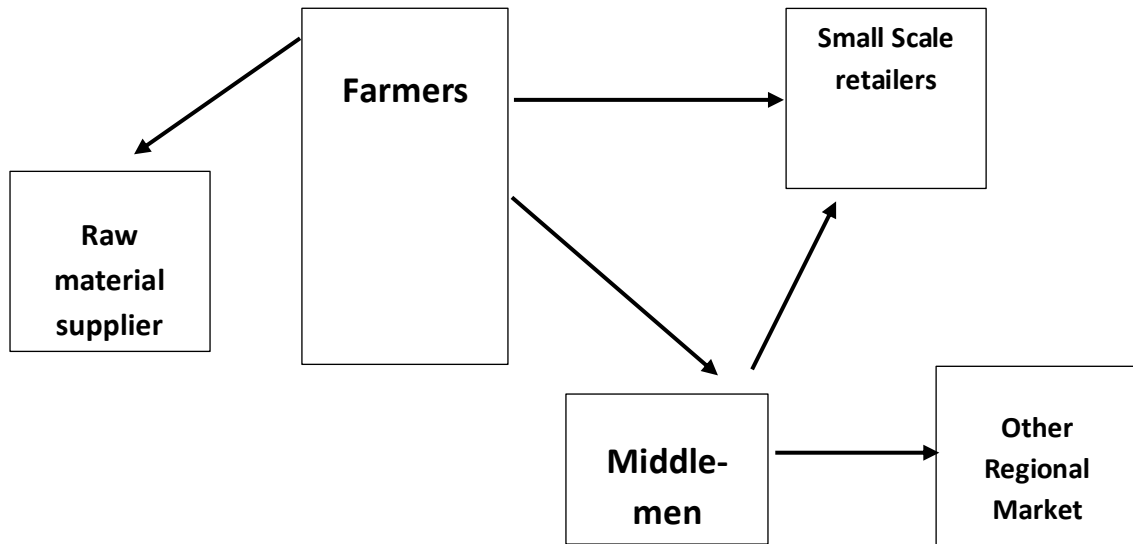 Farmers
Small Scale
retailers
Raw
material
supplier
Middle-
men
Other
Regional
Market